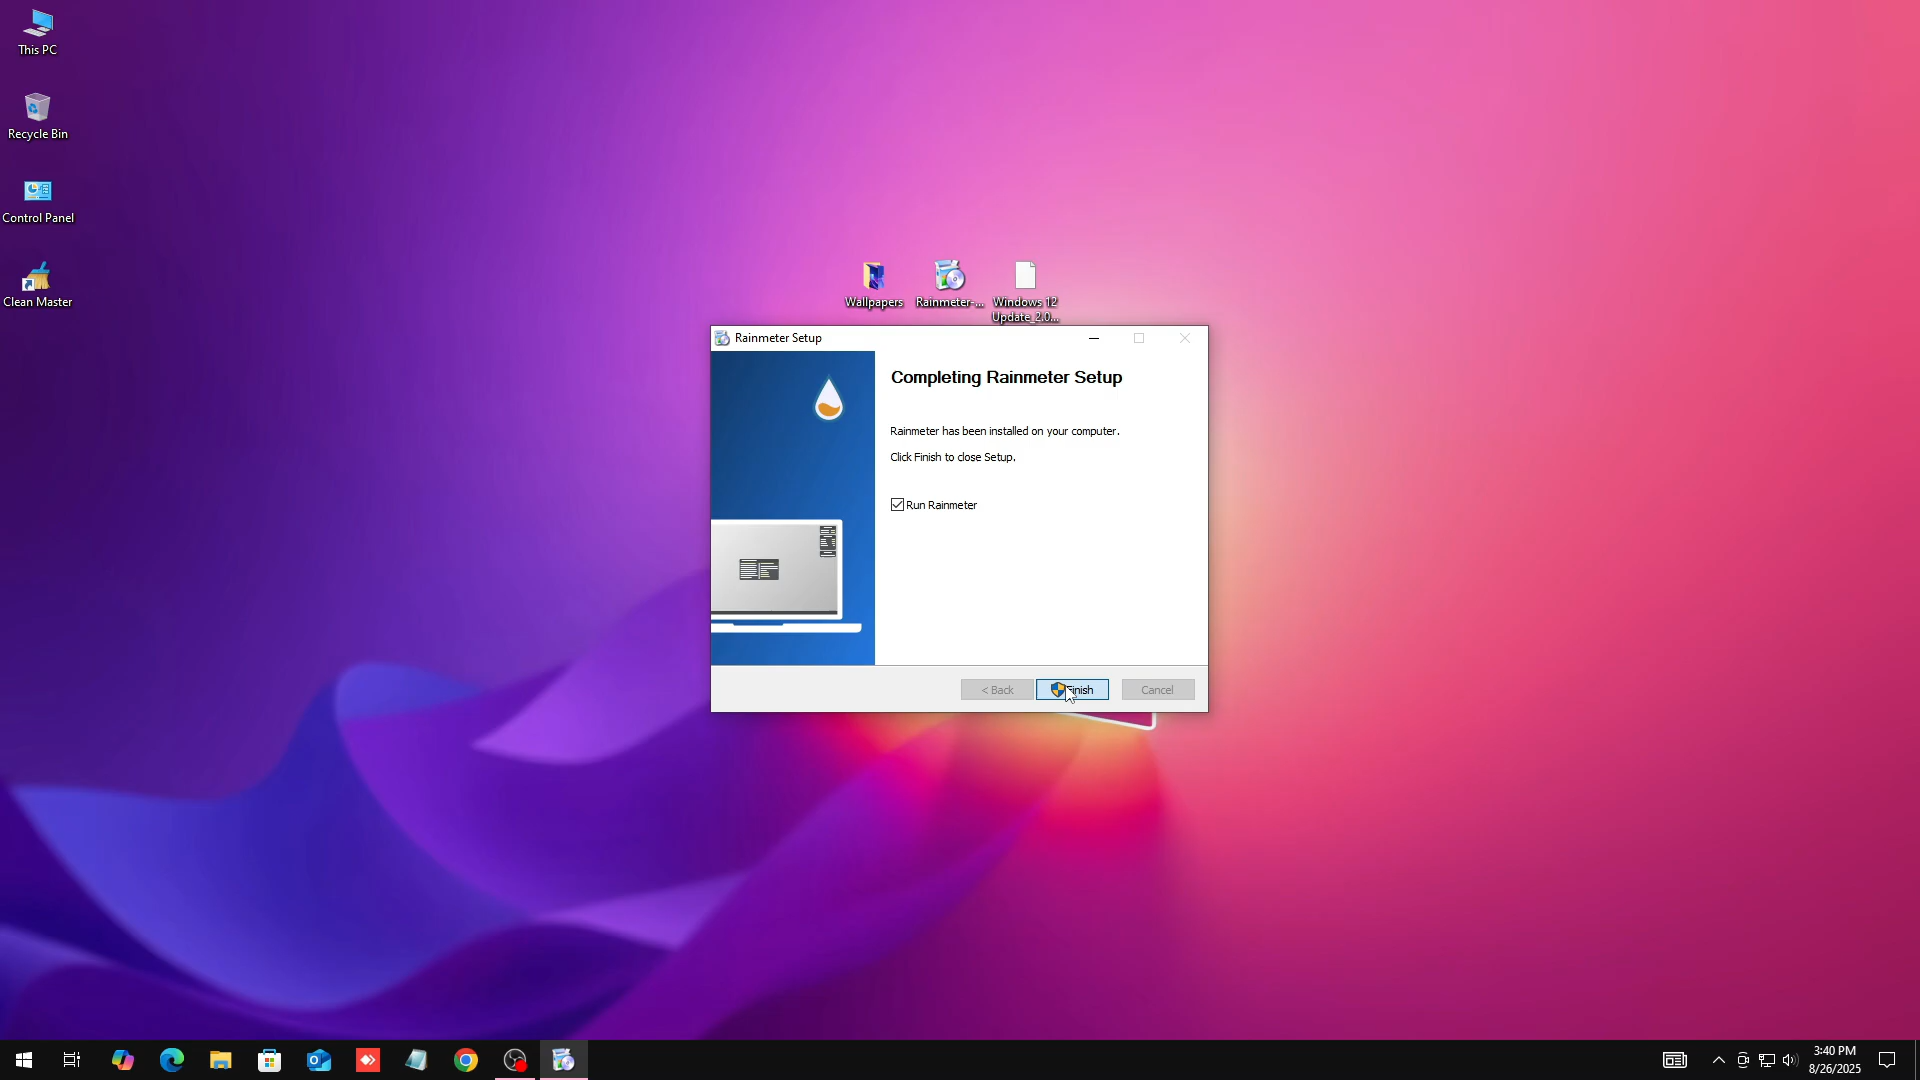 This PC
Recycle Bin
Control Panel
Clean Master
Wallpapers
Rainmeter-...
Windows 12
Update_2.0...
Rainmeter Setup
Completing Rainmeter Setup
Rainmeter has been installed on your computer.
Click Finish to close Setup.
Run Rainmeter
< Back
Finish
Cancel
3:40 PM
8/26/2025